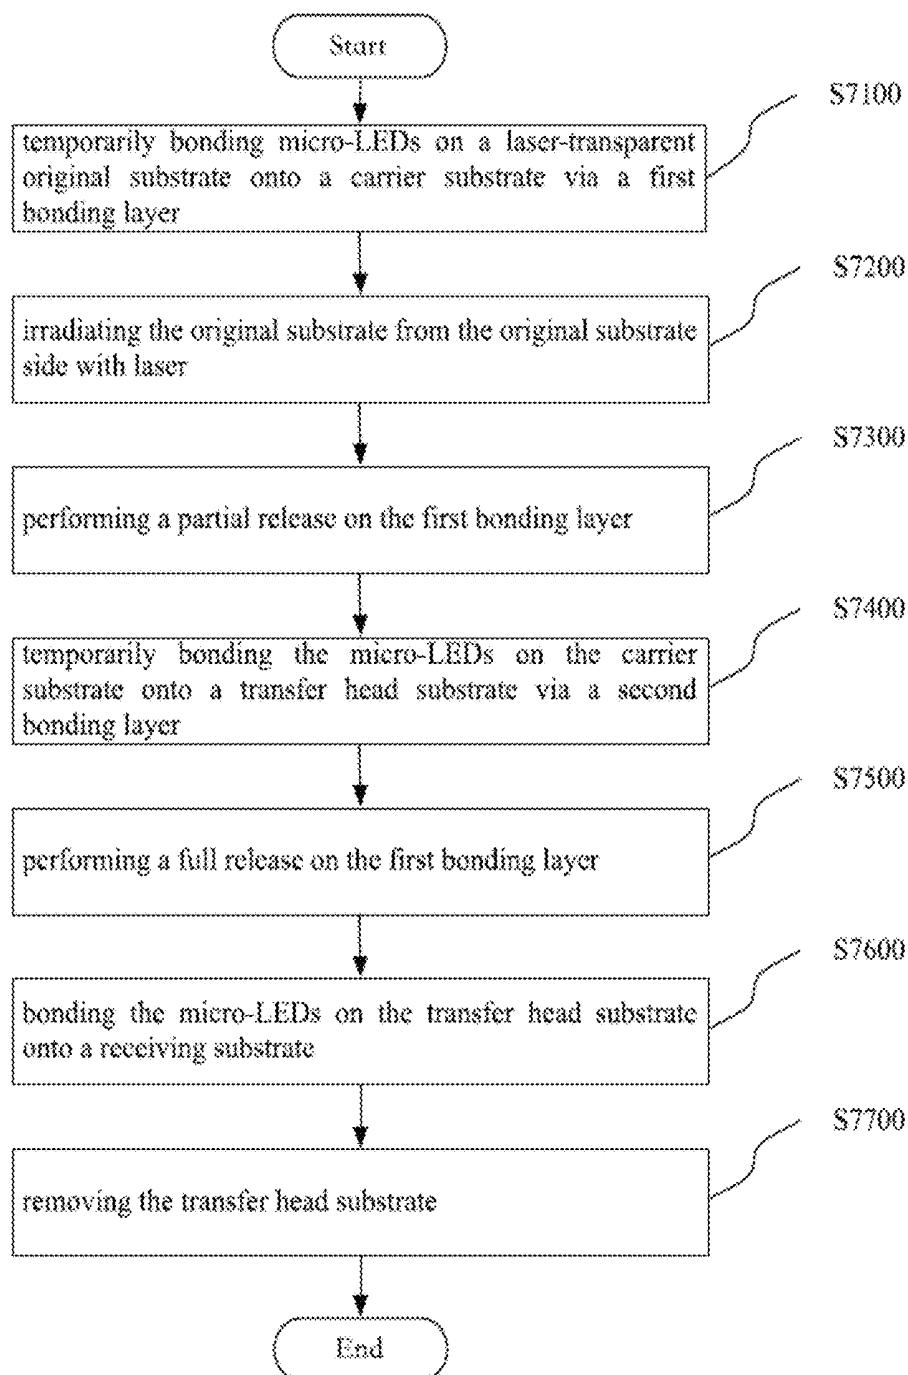 Start
S7100
temporarily bonding micro-LEDs on a laser-transparent
original substrate onto a carrier substrate via a first
bonding layer
S7200
irradiating the original substrate from the original substrate
side with laser
S7300
performing a partial release on the first bonding layer
S7400
temporarily bonding the micro-LEDs on the carrier
substrate onto a transfer head substrate via a second
bonding layer
S7500
performing a full release on the first bonding layer
S7600
bonding the micro-LEDs on the transfer head substrate
onto a receiving substrate
S7700
removing the transfer head substrate
End